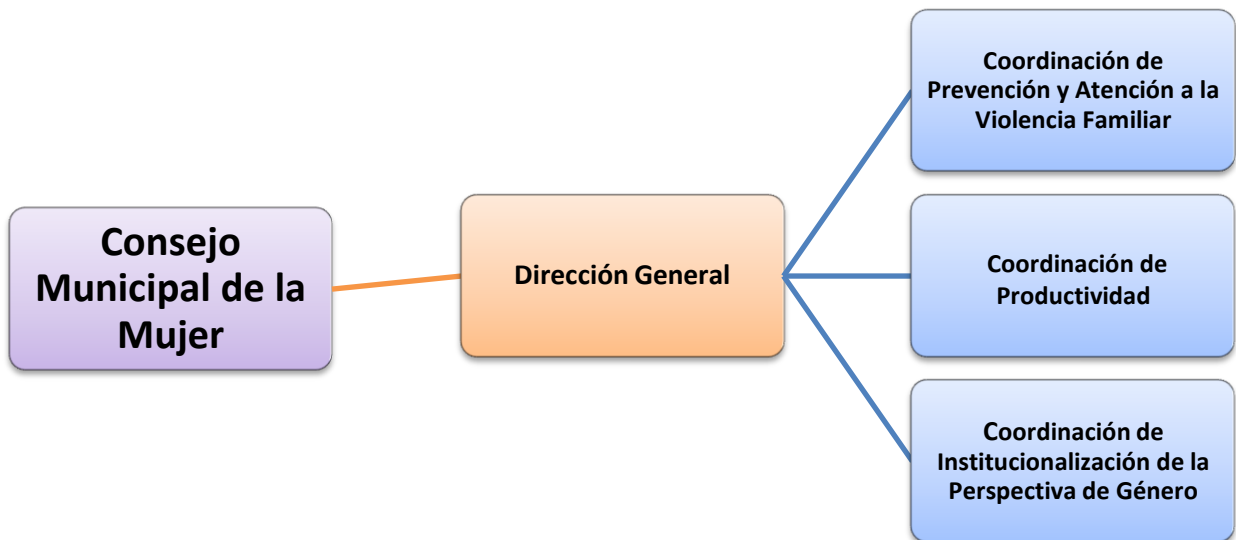 Consejo
Municipal de la
Mujer
Dirección General
Coordinación de
Prevención y Atención a la
Violencia Familiar
Coordinación de
Productividad
Coordinación de
Institucionalización de la
Perspectiva de Género